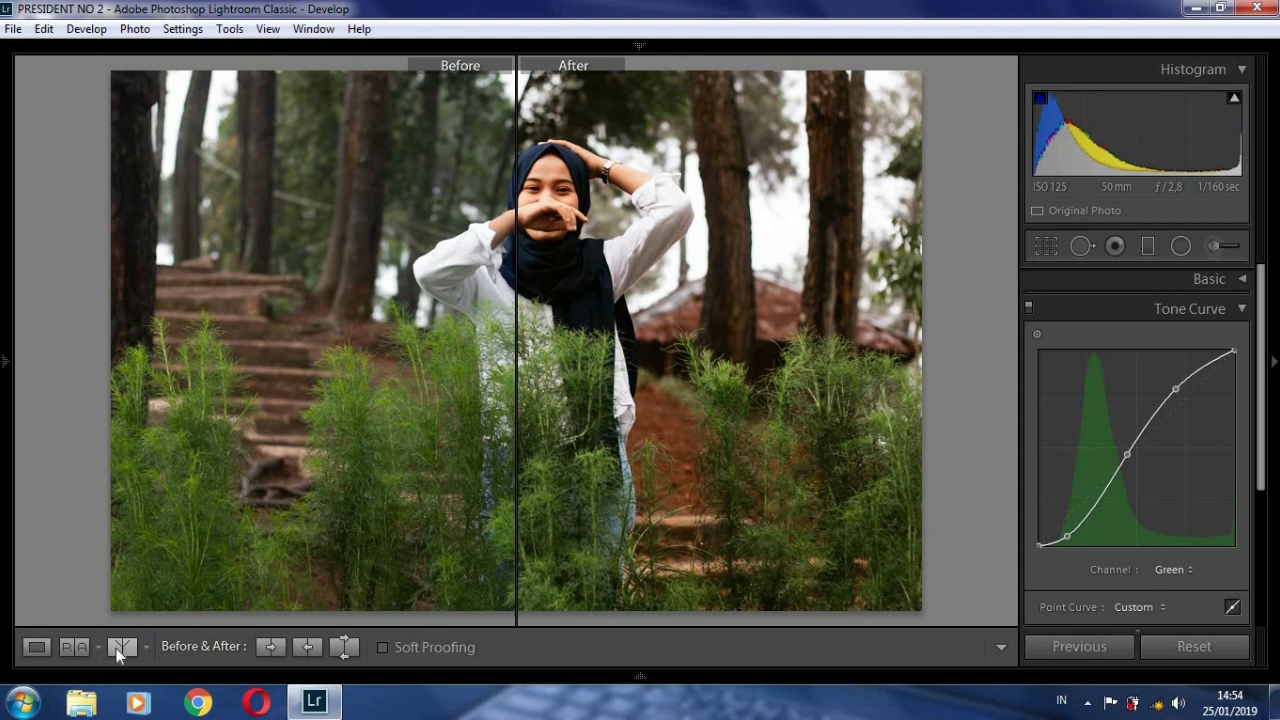 Lr PRESIDENT NO 2 - Adobe Photoshop Lightroom Classic - Develop
File Edit Develop Photo Settings Tools View Window Help
Before After
Histogram
ISO 125 50 mm ƒ / 2,8 1/160 sec
Original Photo
Basic
Tone Curve
Channel : Green
Point Curve : Custom
R A Y Before & After : Soft Proofing
Previous Reset
Lr IN 14:54
25/01/2019